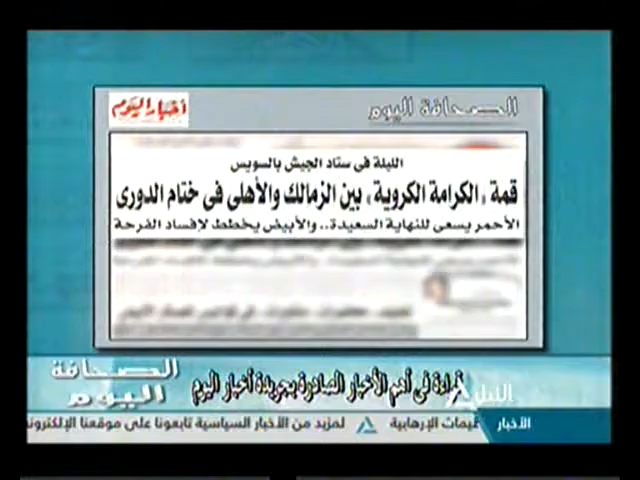 أخبار اليوم
الصحافة اليوم
الليلة فى ستاد الجيش بالسويس
قمة «الكرامة الكروية» بين الزمالك والأهلى فى ختام الدورى
الأحمر يسعى للنهاية السعيدة.. والأبيض يخطط لإفساد الفرحة
الصحافة
اليوم
قراءة فى أهم الأخبار الصادرة بجريدة أخبار اليوم
النيل
الأخبار
الإرهابية لمزيد من الأخبار السياسية تابعونا على موقعنا